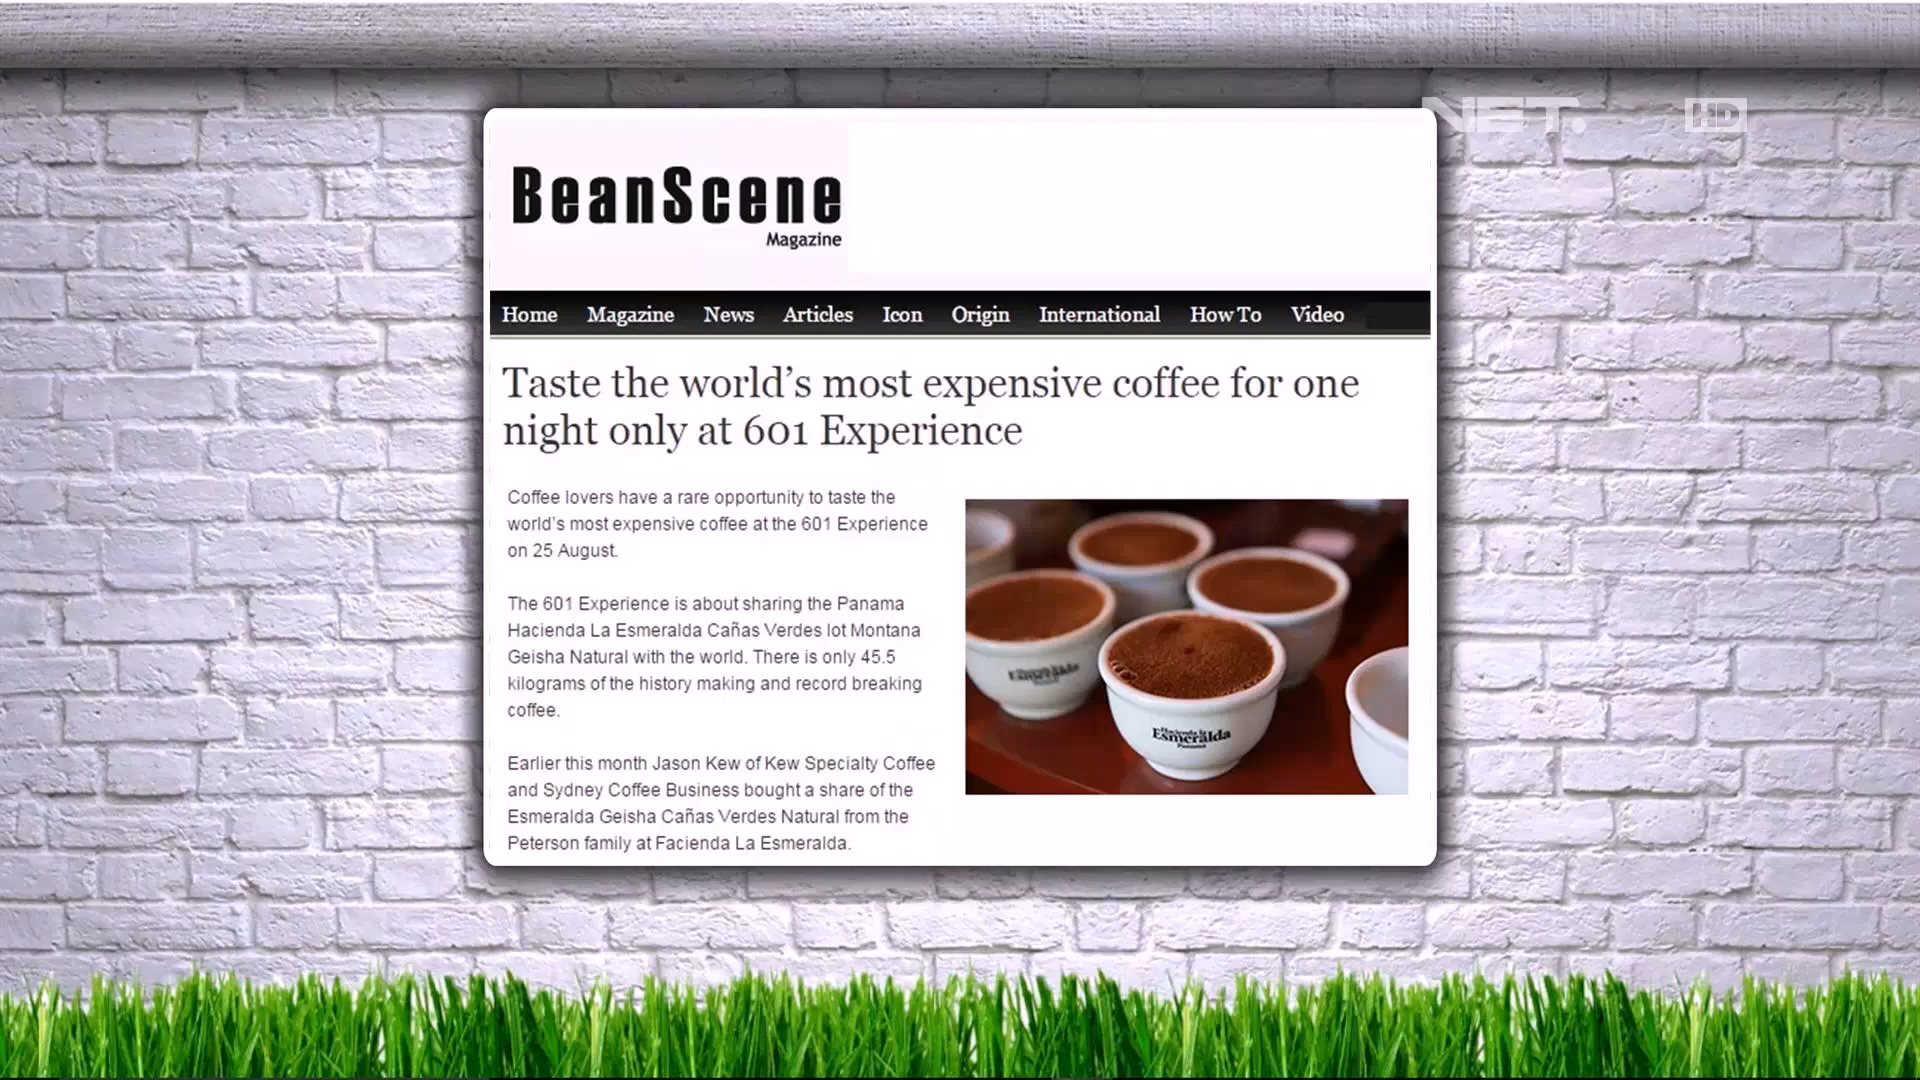 NET. HD
BeanScene
Magazine
Home Magazine News Articles Icon Origin International How To Video
Taste the world's most expensive coffee for one
night only at 601 Experience
Coffee lovers have a rare opportunity to taste the
world's most expensive coffee at the 601 Experience
on 25 August.
The 601 Experience is about sharing the Panama
Hacienda La Esmeralda Cañas Verdes lot Montana
Geisha Natural with the world. There is only 45.5
kilograms of the history making and record breaking
coffee.
Earlier this month Jason Kew of Kew Specialty Coffee
and Sydney Coffee Business bought a share of the
Esmeralda Geisha Cañas Verdes Natural from the
Peterson family at Facienda La Esmeralda.
Esmeralda
Hacienda la
Esmeralda
Panamá